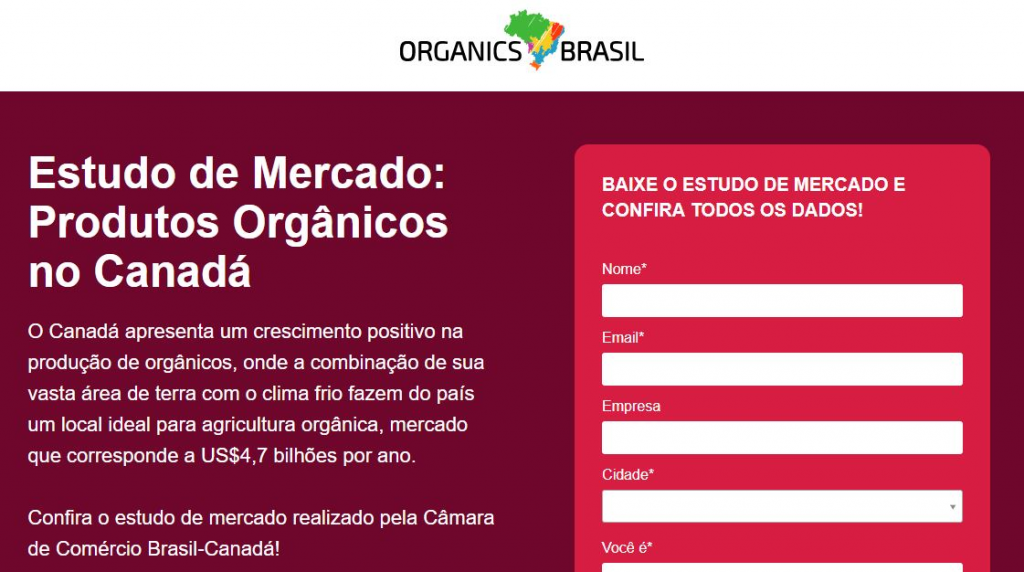 ORGANICS BRASIL
Estudo de Mercado:
Produtos Orgânicos
no Canadá
O Canadá apresenta um crescimento positivo na
produção de orgânicos, onde a combinação de sua
vasta área de terra com o clima frio fazem do país
um local ideal para agricultura orgânica, mercado
que corresponde a US$4,7 bilhões por ano.
Confira o estudo de mercado realizado pela Câmara
de Comércio Brasil-Canadá!
BAIXE O ESTUDO DE MERCADO E
CONFIRA TODOS OS DADOS!
Nome*
Email*
Empresa
Cidade*
Você é*